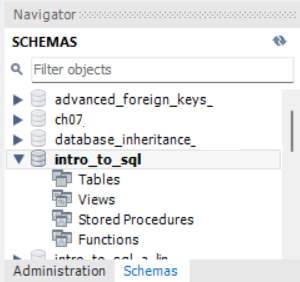 Navigator
SCHEMAS
Filter objects
advanced_foreign_keys_
ch07
database_inheritance_
intro_to_sql
Tables
Views
Stored Procedures
Functions
intro_to_sql_a_lin
Administration Schemas